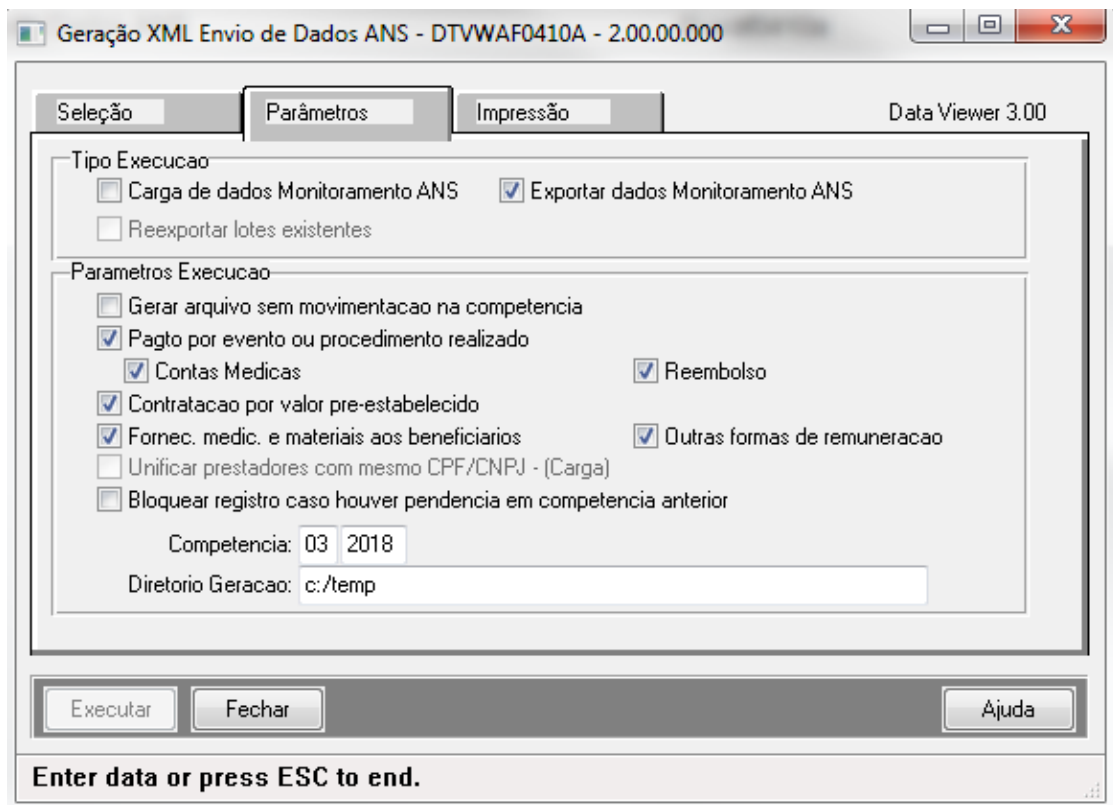 Geração XML Envio de Dados ANS - DTVWAF0410A - 2.00.00.000
Seleção Parâmetros Impressão Data Viewer 3.00
Tipo Execucao
Carga de dados Monitoramento ANS Exportar dados Monitoramento ANS
Reexportar lotes existentes
Parametros Execucao
Gerar arquivo sem movimentacao na competencia
Pagto por evento ou procedimento realizado
Contas Medicas Reembolso
Contratacao por valor pre-estabelecido
Fornec. medic. e materiais aos beneficiarios Outras formas de remuneracao
Unificar prestadores com mesmo CPF/CNPJ - (Carga)
Bloquear registro caso houver pendencia em competencia anterior
Competencia: 03 2018
Diretorio Geracao: c:/temp
Executar Fechar Ajuda
Enter data or press ESC to end.